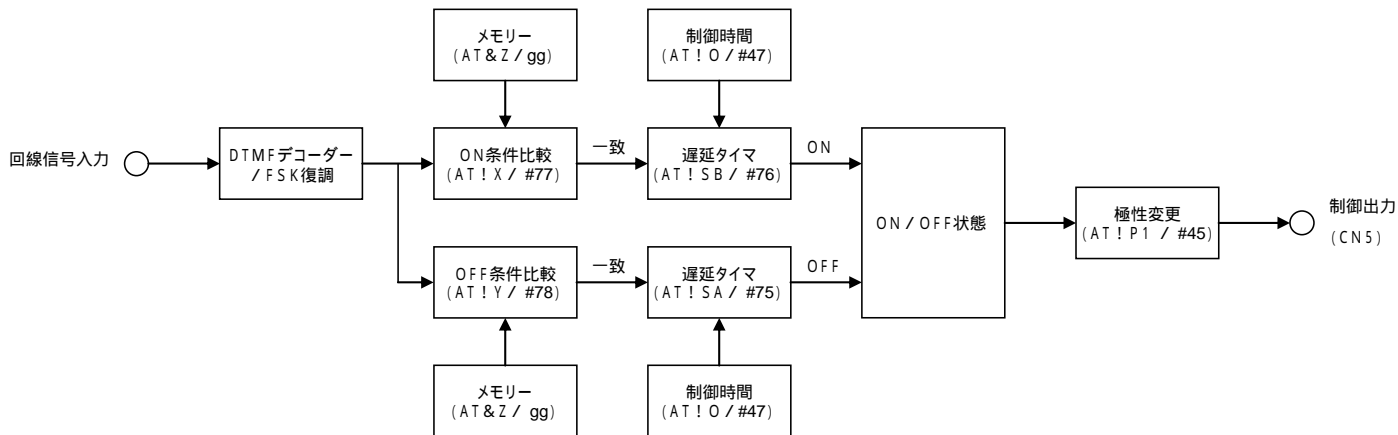 メモリー
(AT&Z/gg)
制御時間
(AT!O/#47)
回線信号入力
DTMFデコーダー
/FSK復調
ON条件比較
(AT!X/ #77)
一致
遅延タイマ
(AT!SB/ #76)
ON
ON/OFF状態
極性変更
(AT!P1 / #45)
制御出力
(CN5)
OFF条件比較
(AT!Y/ #78)
一致
遅延タイマ
(AT!SA/ #75)
OFF
メモリー
(AT&Z/ gg)
制御時間
(AT!O/#47)